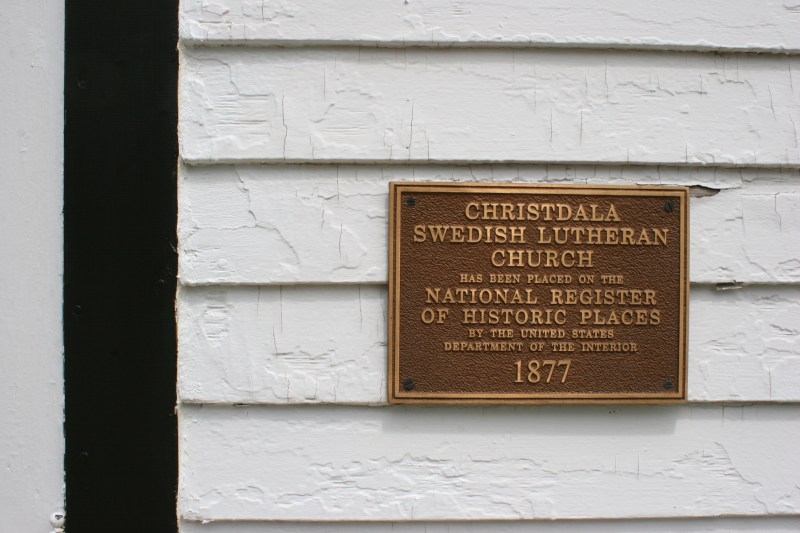 CHRISTDALA
SWEDISH LUTHERAN
CHURCH
HAS BEEN PLACED ON THE
NATIONAL REGISTER
OF HISTORIC PLACES
BY THE UNITED STATES
DEPARTMENT OF THE INTERIOR
1877